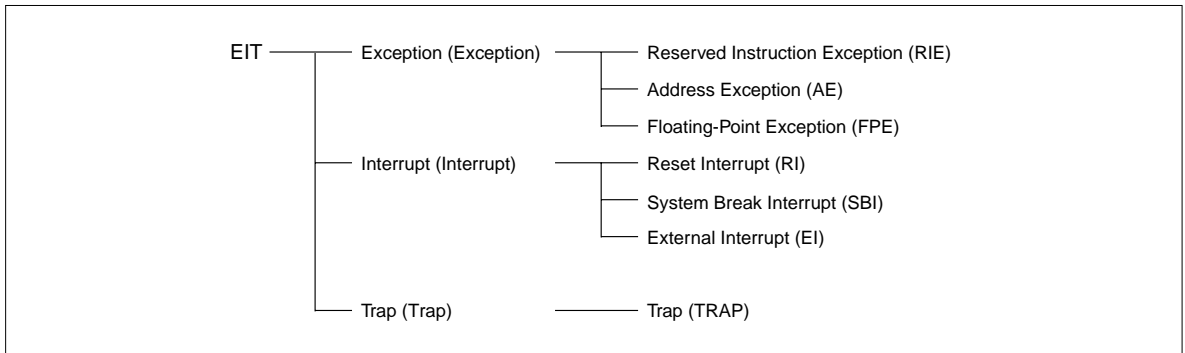 EIT
Exception (Exception)
Reserved Instruction Exception (RIE)
Address Exception (AE)
Floating-Point Exception (FPE)
Interrupt (Interrupt)
Reset Interrupt (RI)
System Break Interrupt (SBI)
External Interrupt (EI)
Trap (Trap)
Trap (TRAP)